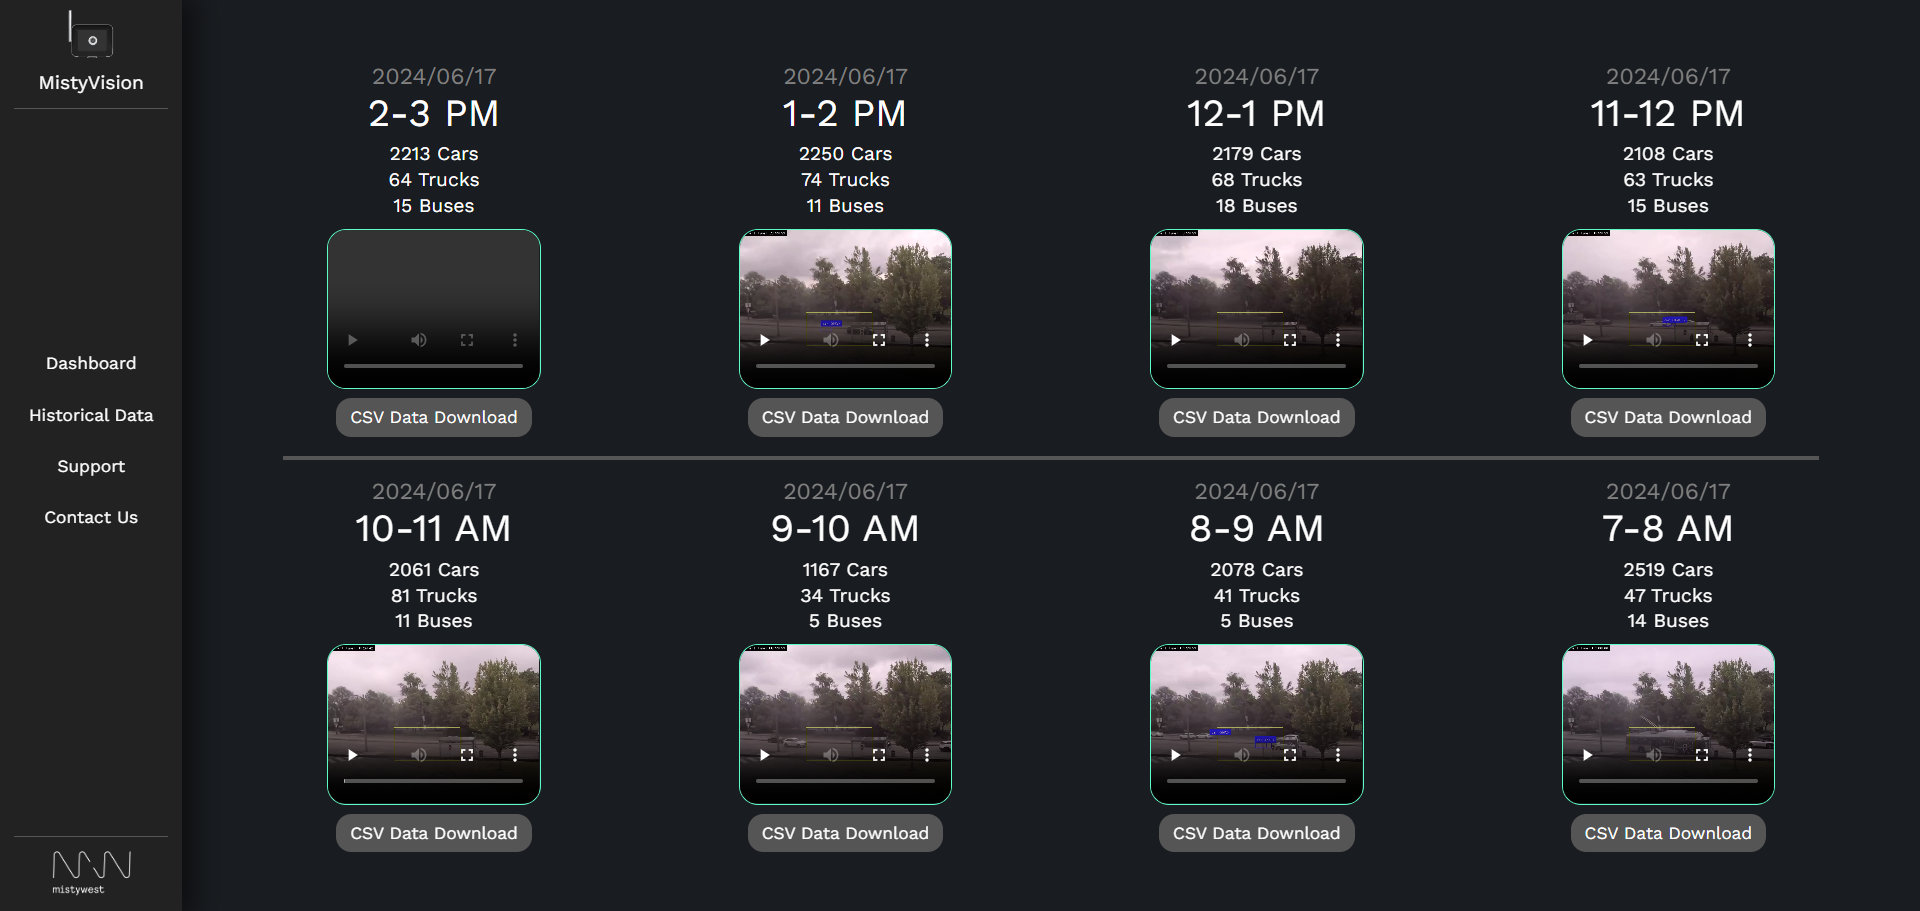 MistyVision
Dashboard
Historical Data
Support
Contact Us
mistywest
2024/06/17
2-3 PM
2213 Cars
64 Trucks
15 Buses
CSV Data Download
2024/06/17
1-2 PM
2250 Cars
74 Trucks
11 Buses
CSV Data Download
2024/06/17
12-1 PM
2179 Cars
68 Trucks
18 Buses
CSV Data Download
2024/06/17
11-12 PM
2108 Cars
63 Trucks
15 Buses
CSV Data Download
2024/06/17
10-11 AM
2061 Cars
81 Trucks
11 Buses
CSV Data Download
2024/06/17
9-10 AM
1167 Cars
34 Trucks
5 Buses
CSV Data Download
2024/06/17
8-9 AM
2078 Cars
41 Trucks
5 Buses
CSV Data Download
2024/06/17
7-8 AM
2519 Cars
47 Trucks
14 Buses
CSV Data Download